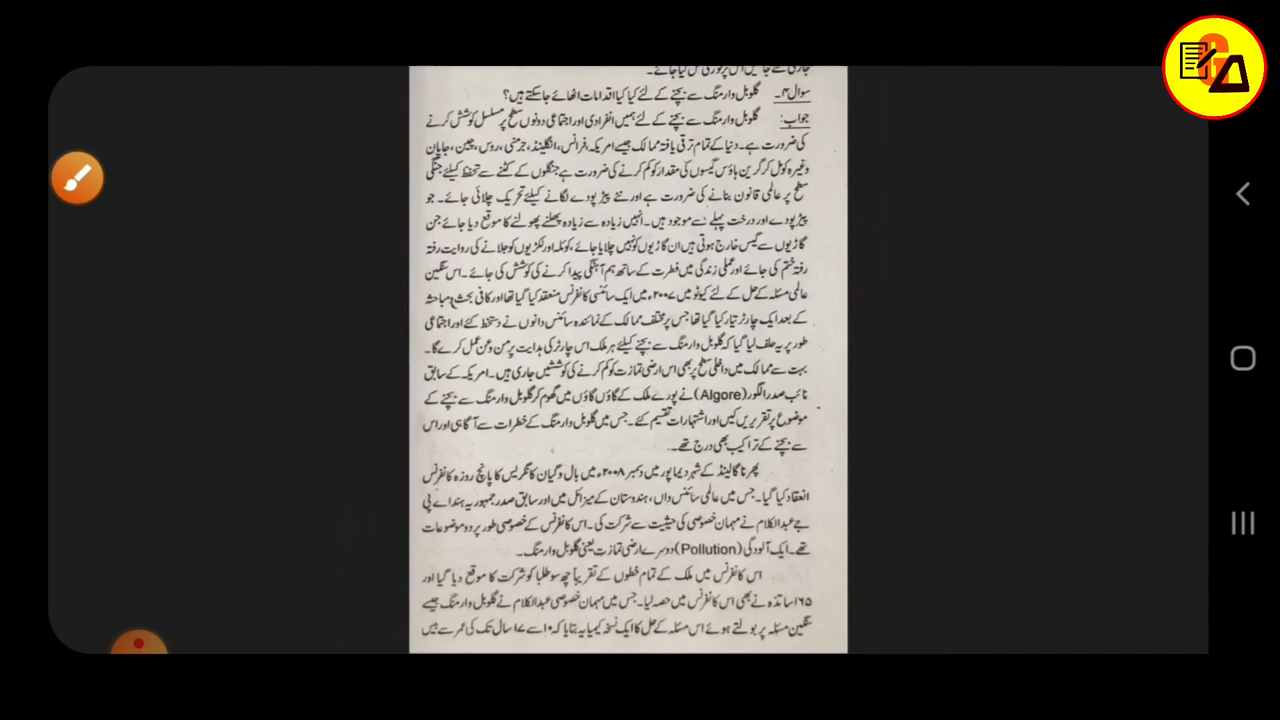 سوال ۴۔ گلوبل وارمنگ سے بچنے کے لئے کیا کیا اقدامات اٹھائے جاسکتے ہیں؟
جواب: گلوبل وارمنگ سے بچنے کے لئے ہمیں انفرادی اور اجتماعی دونوں سطح پر مسلسل کوشش کرنے
کی ضرورت ہے۔ دنیا کے تمام ترقی یافتہ ممالک جیسے امریکہ، فرانس، انگلینڈ، جرمنی، روس، چین، جاپان
وغیرہ کو مل کر گرین ہاؤس گیسوں کی مقدار کو کم کرنے کی ضرورت ہے جنگلوں کے کٹنے سے تحفظ کیلئے جنگی
سطح پر عالمی قانون بنانے کی ضرورت ہے اور نئے پیڑ پودے لگانے کیلئے تحریک چلائی جائے۔ جو
پیڑ پودے اور درخت پہلے سے موجود ہیں۔ انہیں زیادہ سے زیادہ پھلنے پھولنے کا موقع دیا جائے جن
گاڑیوں سے گیس خارج ہوتی ہیں ان گاڑیوں کو نہیں چلایا جائے، کوئلہ اور لکڑیوں کو جلانے کی روایت رفتہ
رفتہ ختم کی جائے اور عملی زندگی میں فطرت کے ساتھ ہم آہنگی پیدا کرنے کی کوشش کی جائے۔ اس سنگین
عالمی مسئلہ کے حل کے لئے کیوٹو میں ۲۰۰۷ء میں ایک سائنسی کانفرنس منعقد کیا گیا تھا اور کافی بحث و مباحثہ
کے بعد ایک چارٹر تیار کیا گیا تھا جس پر مختلف ممالک کے نمائندہ سائنس دانوں نے دستخط کئے اور اجتماعی
طور پر یہ حلف لیا گیا کہ گلوبل وارمنگ سے بچنے کیلئے ہر ملک اس چارٹر کی ہدایت پر من و عن عمل کرے گا۔
بہت سے ممالک میں داخلی سطح پر بھی اس ارضی تمازت کو کم کرنے کی کوششیں جاری ہیں۔ امریکہ کے سابق
نائب صدر الگور (Algore) نے پورے ملک کے گاؤں گاؤں میں گھوم کر گلوبل وارمنگ سے بچنے کے
موضوع پر تقریریں کیں اور اشتہارات تقسیم کئے۔ جس میں گلوبل وارمنگ کے خطرات سے آگاہی اور اس
سے بچنے کے تراکیب بھی درج تھے۔
پھر ناگالینڈ کے شہر دیماپور میں دسمبر ۲۰۰۸ء میں بال وگیان کانگریس کا پانچ روزہ کانفرنس
انعقاد کیا گیا۔ جس میں عالمی سائنس داں، ہندوستان کے میزائل مین اور سابق صدر جمہوریہ ہند اے پی
جے عبدالکلام نے مہمان خصوصی کی حیثیت سے شرکت کی۔ اس کانفرنس کے خصوصی طور پر دو موضوعات
تھے۔ ایک آلودگی (Pollution) دوسرے ارضی تمازت یعنی گلوبل وارمنگ۔
اس کانفرنس میں ملک کے تمام خطوں کے تقریباً چھ سو طلبا کو شرکت کا موقع دیا گیا اور
۱۶۵ اساتذہ نے بھی اس کانفرنس میں حصہ لیا۔ جس میں مہمان خصوصی عبدالکلام نے گلوبل وارمنگ جیسے
سنگین مسئلہ پر بولتے ہوئے اس مسئلہ کے حل کا ایک نسخہ کیمیا یہ بتایا کہ ۱۰ سے ۱۷ سال تک کی عمر سے ہیں